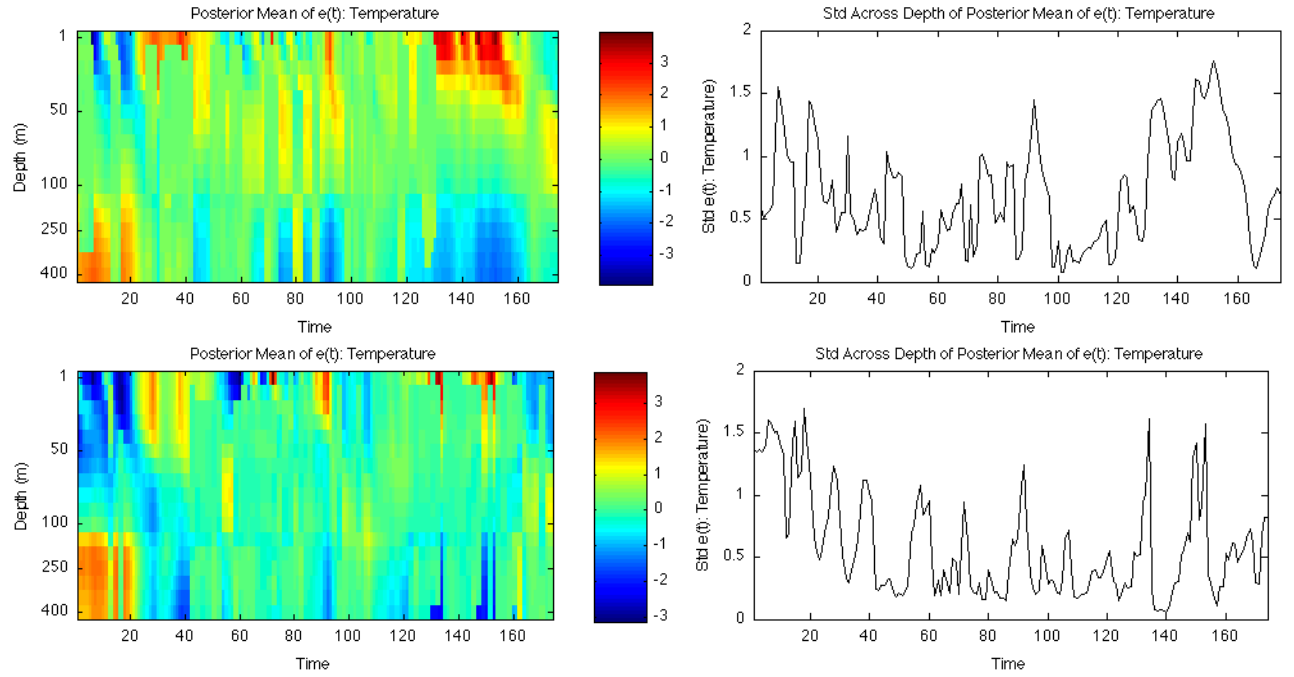 Posterior Mean of e(t): Temperature
Depth (m)
1
50
100
250
400
20 40 60 80 100 120 140 160
Time
3
2
1
0
-1
-2
-3
Std Across Depth of Posterior Mean of e(t): Temperature
Std e(t): Temperature)
2
1.5
1
0.5
0
20 40 60 80 100 120 140 160
Time
Posterior Mean of e(t): Temperature
Depth (m)
1
50
100
250
400
20 40 60 80 100 120 140 160
Time
3
2
1
0
-1
-2
-3
Std Across Depth of Posterior Mean of e(t): Temperature
Std e(t): Temperature)
2
1.5
1
0.5
0
20 40 60 80 100 120 140 160
Time